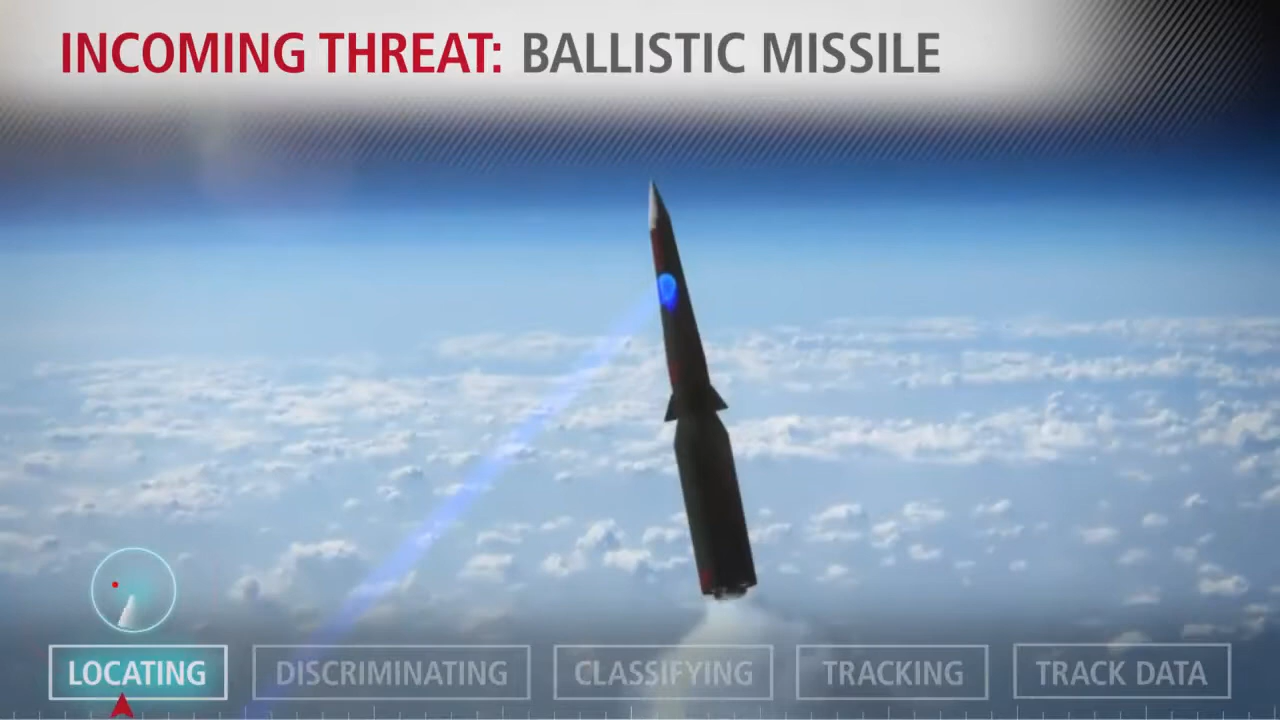 INCOMING THREAT: BALLISTIC MISSILE
LOCATING DISCRIMINATING CLASSIFYING TRACKING TRACK DATA